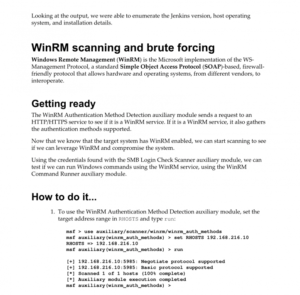 Looking at the output, we were able to enumerate the Jenkins version, host operating
system, and installation details.
WinRM scanning and brute forcing
Windows Remote Management (WinRM) is the Microsoft implementation of the WS-
Management Protocol, a standard Simple Object Access Protocol (SOAP)-based, firewall-
friendly protocol that allows hardware and operating systems, from different vendors, to
interoperate.
Getting ready
The WinRM Authentication Method Detection auxiliary module sends a request to an
HTTP/HTTPS service to see if it is a WinRM service. If it is a WinRM service, it also gathers
the authentication methods supported.
Now that we know that the target system has WinRM enabled, we can start scanning to see
if we can leverage WinRM and compromise the system.
Using the credentials found with the SMB Login Check Scanner auxiliary module, we can
test if we can run Windows commands using the WinRM service, using the WinRM
Command Runner auxiliary module.
How to do it...
1. To use the WinRM Authentication Method Detection auxiliary module, set the
target address range in RHOSTS and type run:
msf > use auxiliary/scanner/winrm/winrm_auth_methods
msf auxiliary(winrm_auth_methods) > set RHOSTS 192.168.216.10
RHOSTS => 192.168.216.10
msf auxiliary(winrm_auth_methods) > run
[+] 192.168.216.10:5985: Negotiate protocol supported
[+] 192.168.216.10:5985: Basic protocol supported
[*] Scanned 1 of 1 hosts (100% complete)
[*] Auxiliary module execution completed
msf auxiliary(winrm_auth_methods) >